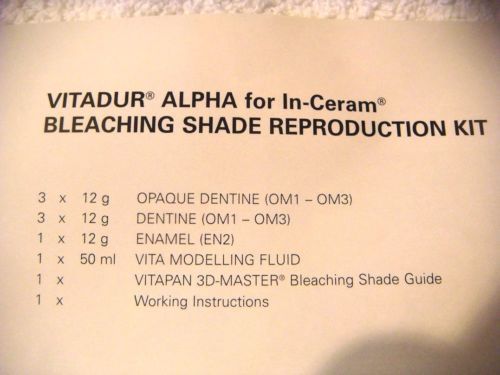 VITADUR® ALPHA for In-Ceram®
BLEACHING SHADE REPRODUCTION KIT
3 x 12 g OPAQUE DENTINE (OM1 – OM3)
3 x 12 g DENTINE (OM1 – OM3)
1 x 12 g ENAMEL (EN2)
1 x 50 ml VITA MODELLING FLUID
1 x VITAPAN 3D-MASTER® Bleaching Shade Guide
1 x Working Instructions